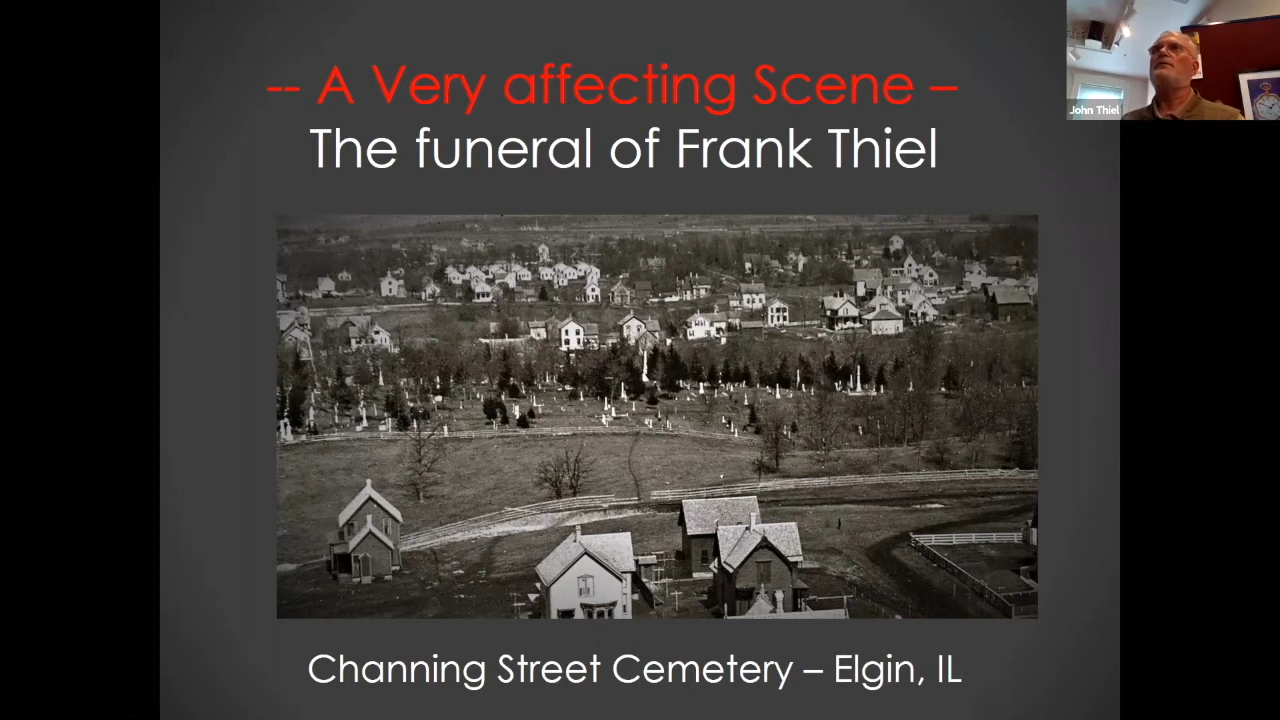 -- A Very affecting Scene –
The funeral of Frank Thiel
John Thiel
Channing Street Cemetery – Elgin, IL